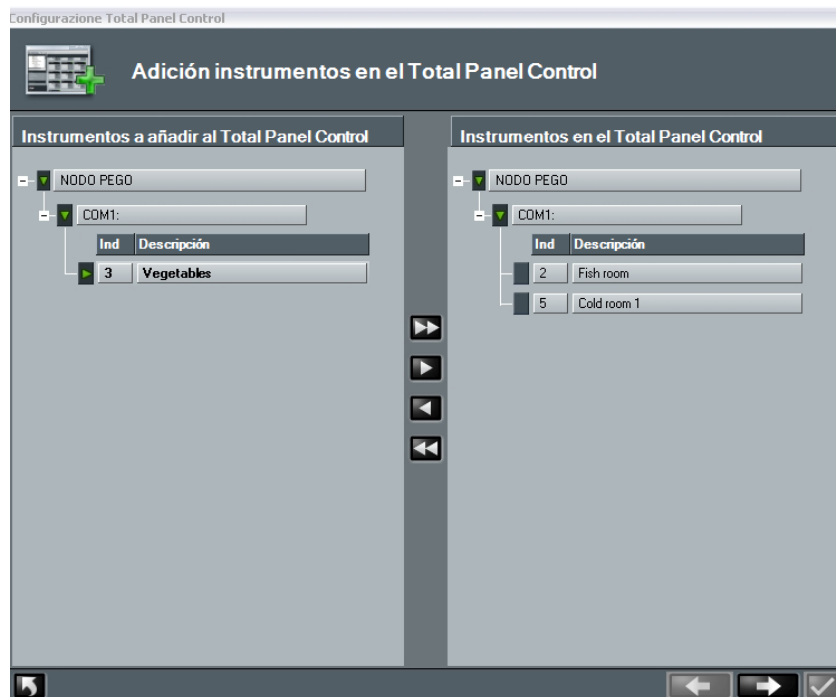 Configurazione Total Panel Control
Adición instrumentos en el Total Panel Control
Instrumentos a añadir al Total Panel Control
NODO PEGO
COM1:
Ind Descripción
3 Vegetables
Instrumentos en el Total Panel Control
NODO PEGO
COM1:
Ind Descripción
2 Fish room
5 Cold room 1